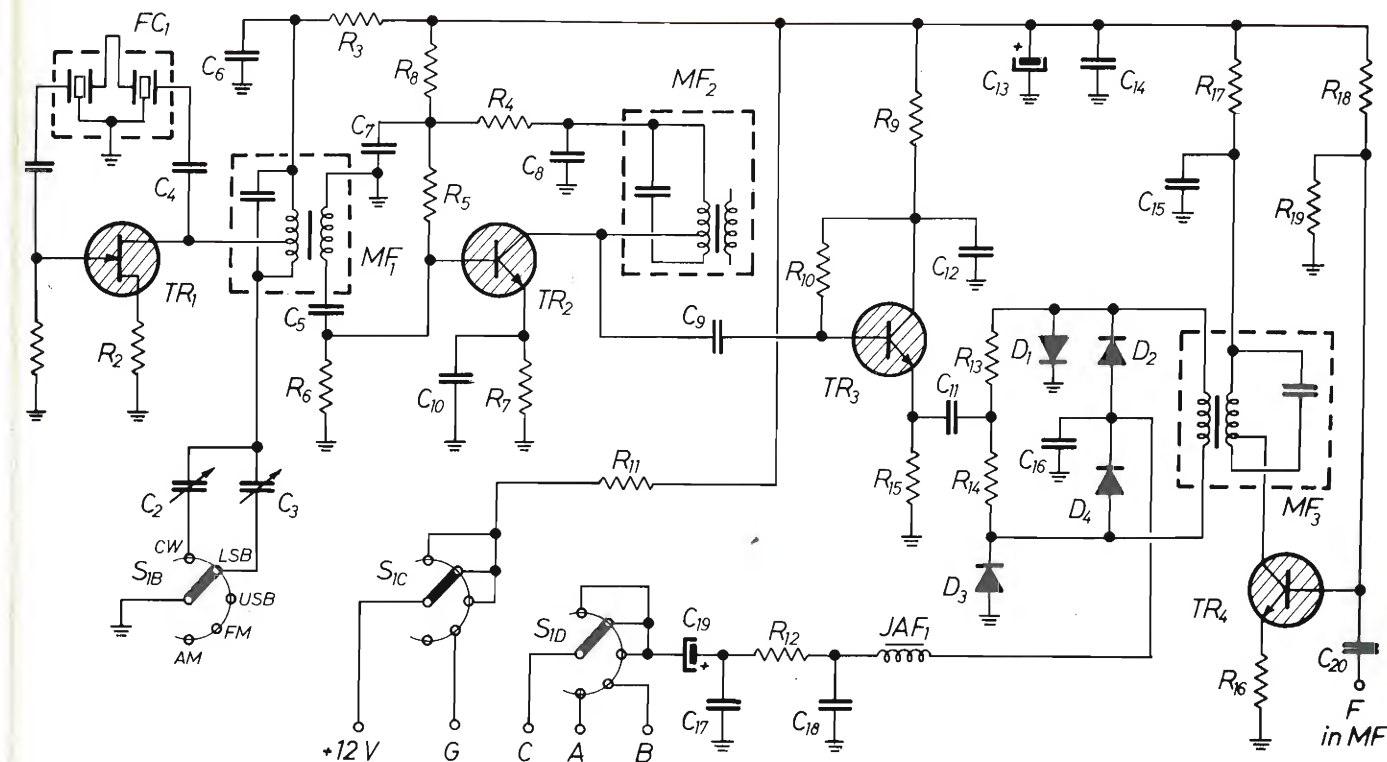 FC1
C6
R3
R8
R4
MF2
C7
C8
R5
C4
MF1
TR1
R2
C5
R6
TR2
C10
R7
C9
R9
R10
C12
TR3
C11
R13
R14
R15
C13
+
C14
R17
R18
C15
R19
D1
D2
C16
D4
D3
MF3
TR4
R16
C20
F
in MF
C2
C3
CW
LSB
S1B
USB
FM
AM
R11
S1C
S1D
C19
+
R12
JAF1
C17
C18
+12 V
G
C
A
B